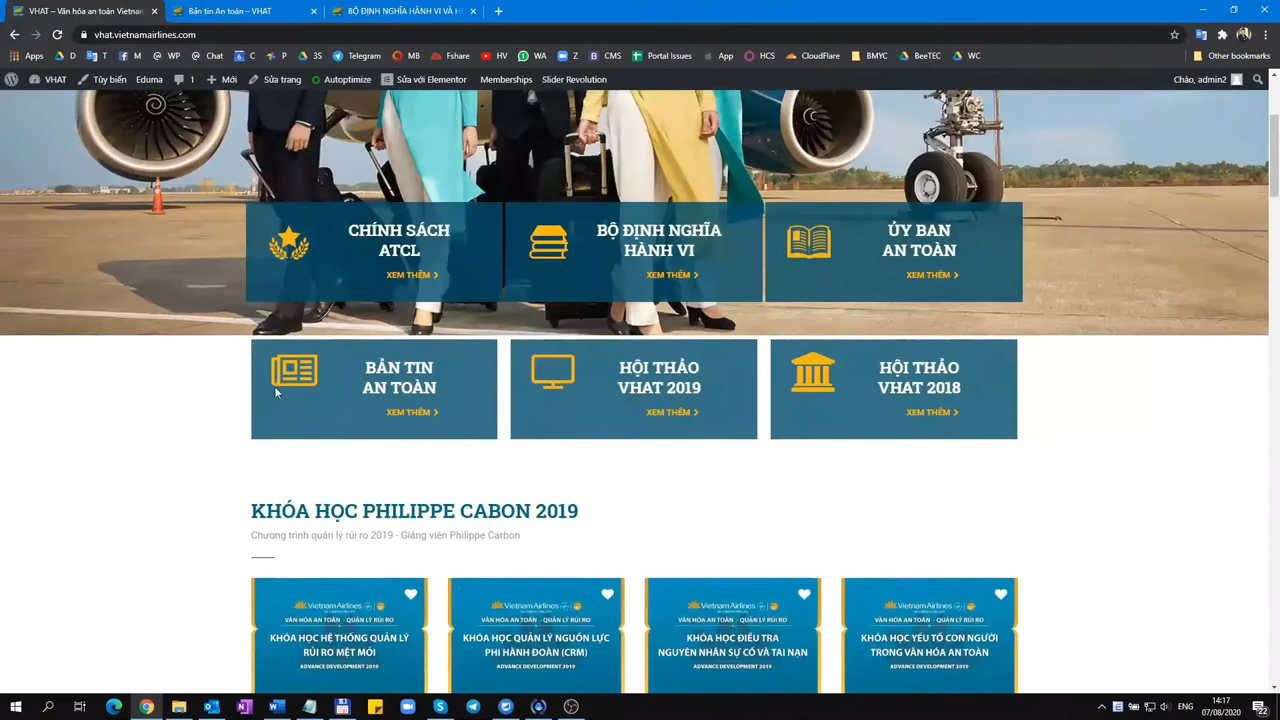 VHAT – Văn hóa an toàn Vietnam
Bản tin an toàn – VHAT
BỘ ĐỊNH NGHĨA HÀNH VI VÀ H
vhat.vietnamairlines.com
Apps D T F M WP Chat C P 3S Telegram MB Fshare HV WA Z CMS Portal Issues App HCS CloudFlare BMYC BeeTEC WC Other bookmarks
VHAT Tùy biến Eduma 1 Mới Sửa trang Autoptimize Sửa với Elementor Memberships Slider Revolution Chào, admin2
CHÍNH SÁCH
ATCL
XEM THÊM
BỘ ĐỊNH NGHĨA
HÀNH VI
XEM THÊM
ỦY BAN
AN TOÀN
XEM THÊM
BẢN TIN
AN TOÀN
XEM THÊM
HỘI THẢO
VHAT 2019
XEM THÊM
HỘI THẢO
VHAT 2018
XEM THÊM
KHÓA HỌC PHILIPPE CABON 2019
Chương trình quản lý rủi ro 2019 - Giảng viên Philippe Carbon
Vietnam Airlines
VĂN HÓA AN TOÀN - QUẢN LÝ RỦI RO
KHÓA HỌC HỆ THỐNG QUẢN LÝ
RỦI RO MỆT MỎI
ADVANCE DEVELOPMENT 2019
Vietnam Airlines
VĂN HÓA AN TOÀN - QUẢN LÝ RỦI RO
KHÓA HỌC QUẢN LÝ NGUỒN LỰC
PHI HÀNH ĐOÀN (CRM)
ADVANCE DEVELOPMENT 2019
Vietnam Airlines
VĂN HÓA AN TOÀN - QUẢN LÝ RỦI RO
KHÓA HỌC ĐIỀU TRA
NGUYÊN NHÂN SỰ CỐ VÀ TAI NẠN
ADVANCE DEVELOPMENT 2019
Vietnam Airlines
VĂN HÓA AN TOÀN - QUẢN LÝ RỦI RO
KHÓA HỌC YẾU TỐ CON NGƯỜI
TRONG VĂN HÓA AN TOÀN
ADVANCE DEVELOPMENT 2019
ENG
14:17
07/08/2020
22